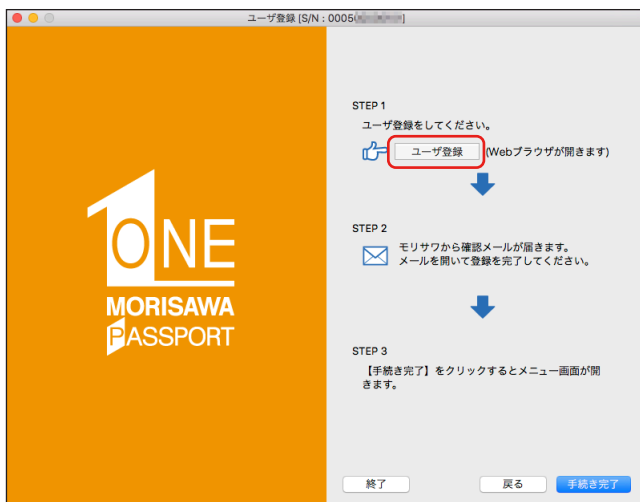 ユーザ登録 [S/N : 0005
STEP 1
ユーザ登録をしてください。
ユーザ登録 (Webブラウザが開きます)
STEP 2
モリサワから確認メールが届きます。
メールを開いて登録を完了してください。
STEP 3
【手続き完了】をクリックするとメニュー画面が開
きます。
ONE
MORISAWA
PASSPORT
終了 戻る 手続き完了